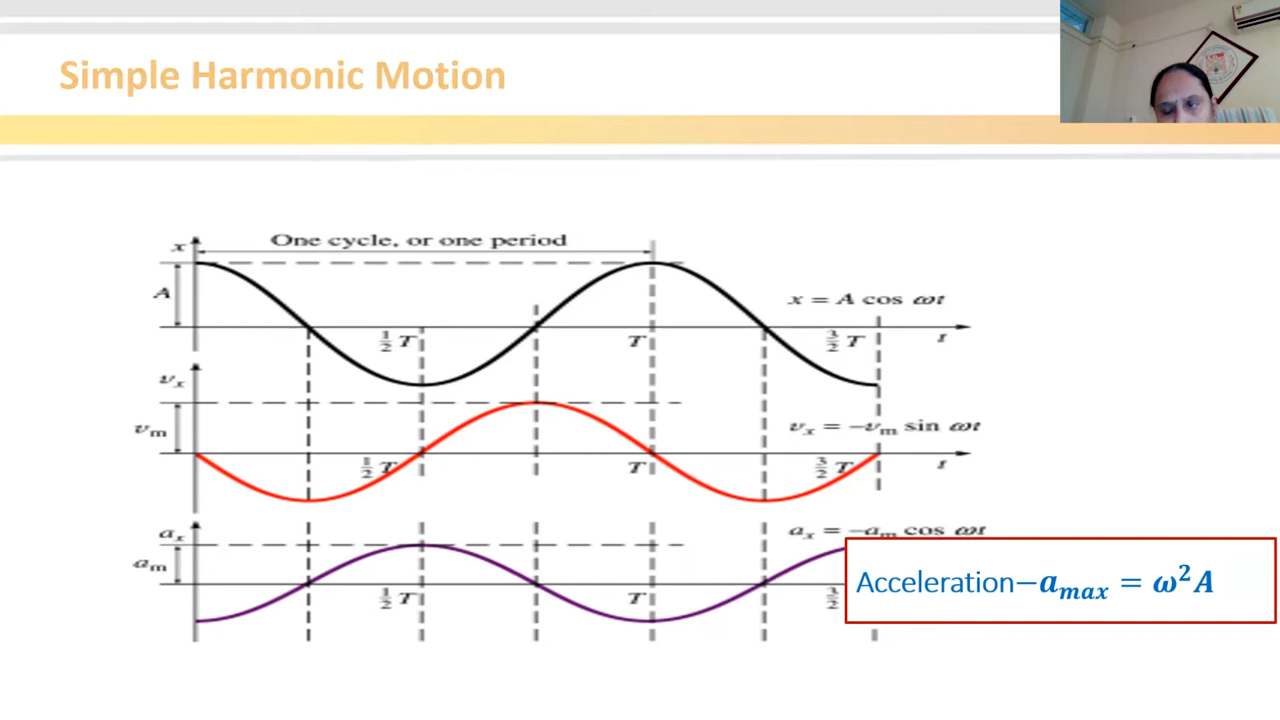 Simple Harmonic Motion
One cycle, or one period
x
A
x = A cos ωt
½ T
T
3/2 T
t
vₓ
vₘ
vₓ = −vₘ sin ωt
½ T
T
3/2 T
t
aₓ
aₘ
aₓ = −aₘ cos ωt
½ T
T
Acceleration−aₘₐₓ = ω²A